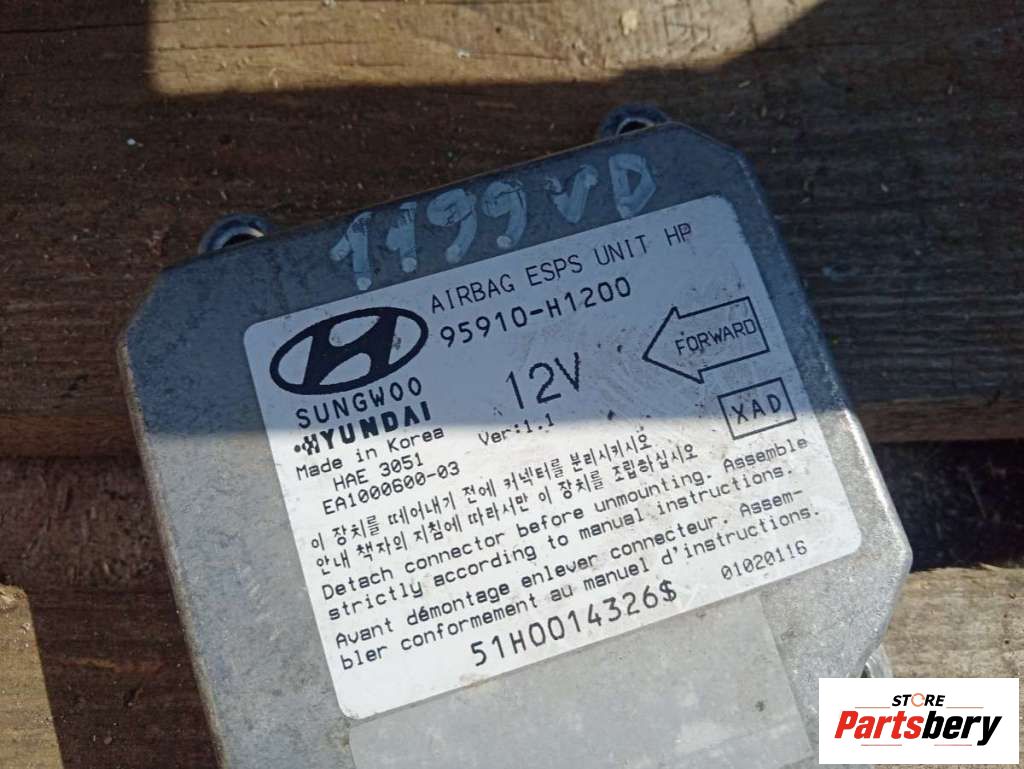 1199VD
AIRBAG ESPS UNIT HP
95910-H1200
FORWARD
12V
SUNGWOO
HYUNDAI
XAD
Made in Korea
Ver:1.1
HAE 3051
EA1000600-03
이 장치를 떼어내기 전에 커넥터를 분리시키시오
안내 책자의 지침에 따라서만 이 장치를 조립하십시오
Detach connector before unmounting. Assemble
strictly according to manual instructions.
Avant démontage enlever connecteur. Assem-
bler conformement au manuel d'instructions.
51H0014326$
01020116
STORE
Partsbery